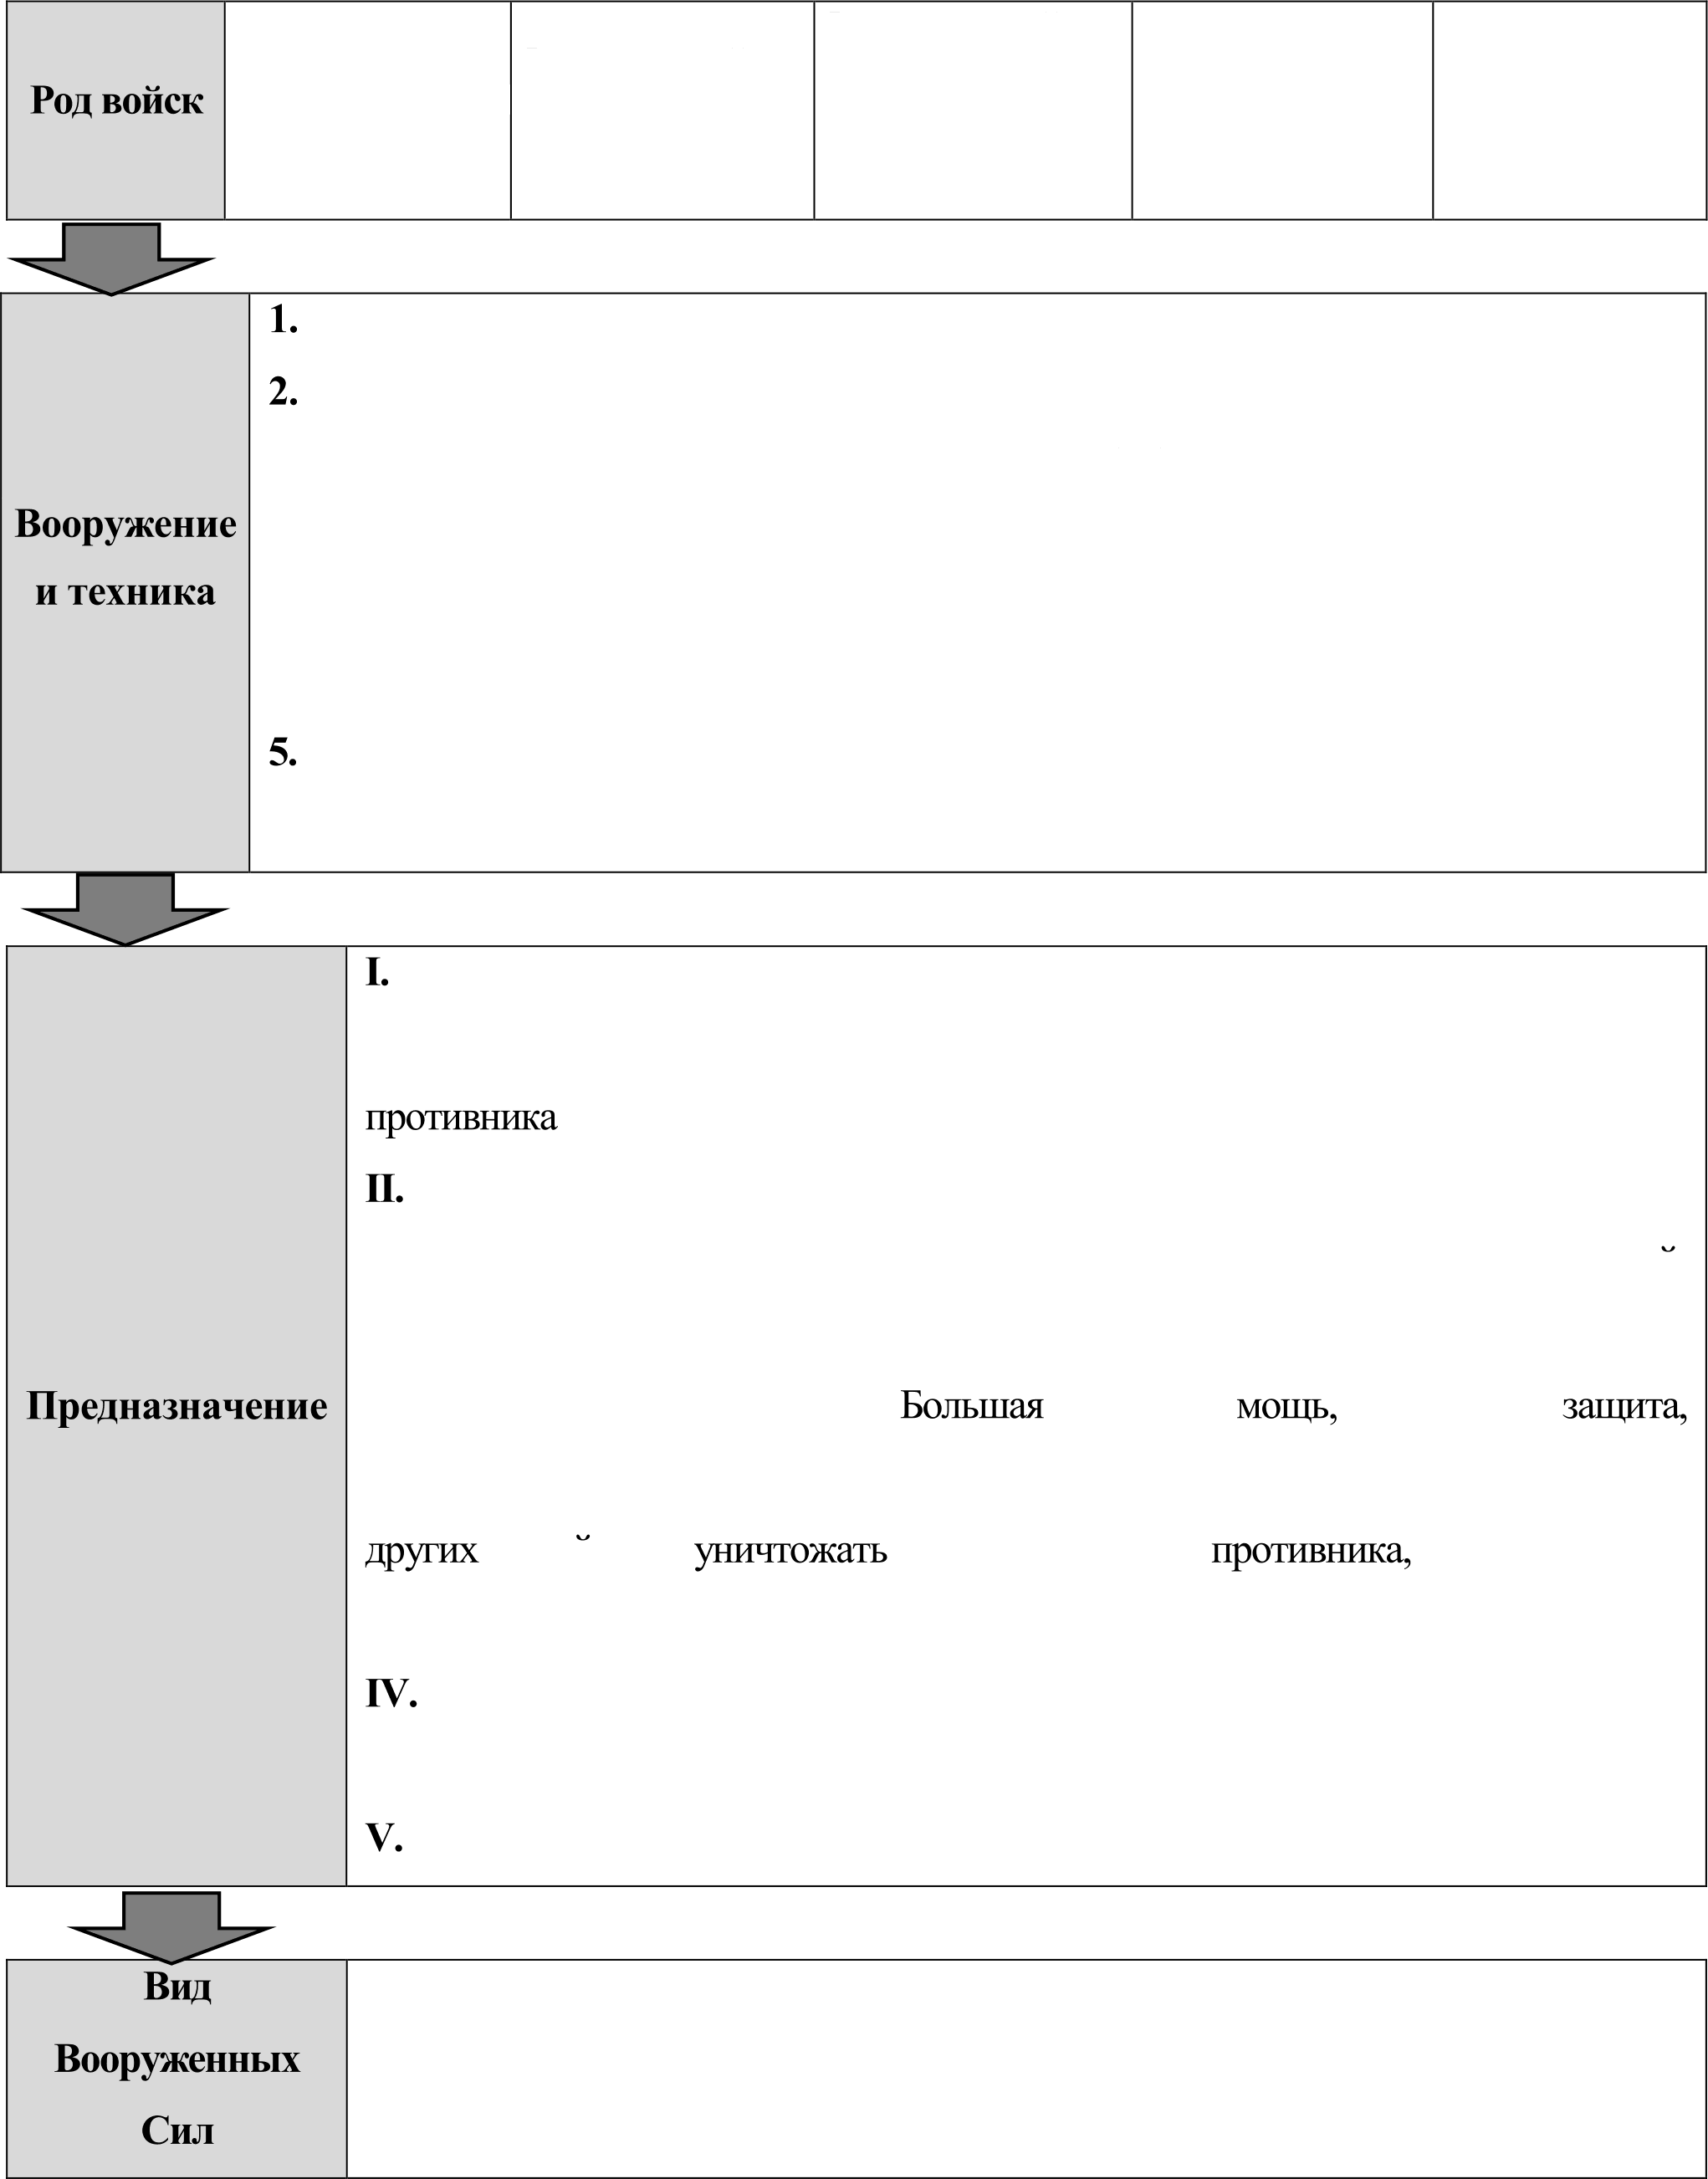 Род войск
1.
2.
Вооружение
и техника
5.
I.
противника
II.
й
Предназначение Большая мощь, защита,
других й уничтожать противника,
IV.
V.
Вид
Вооруженных
Сил